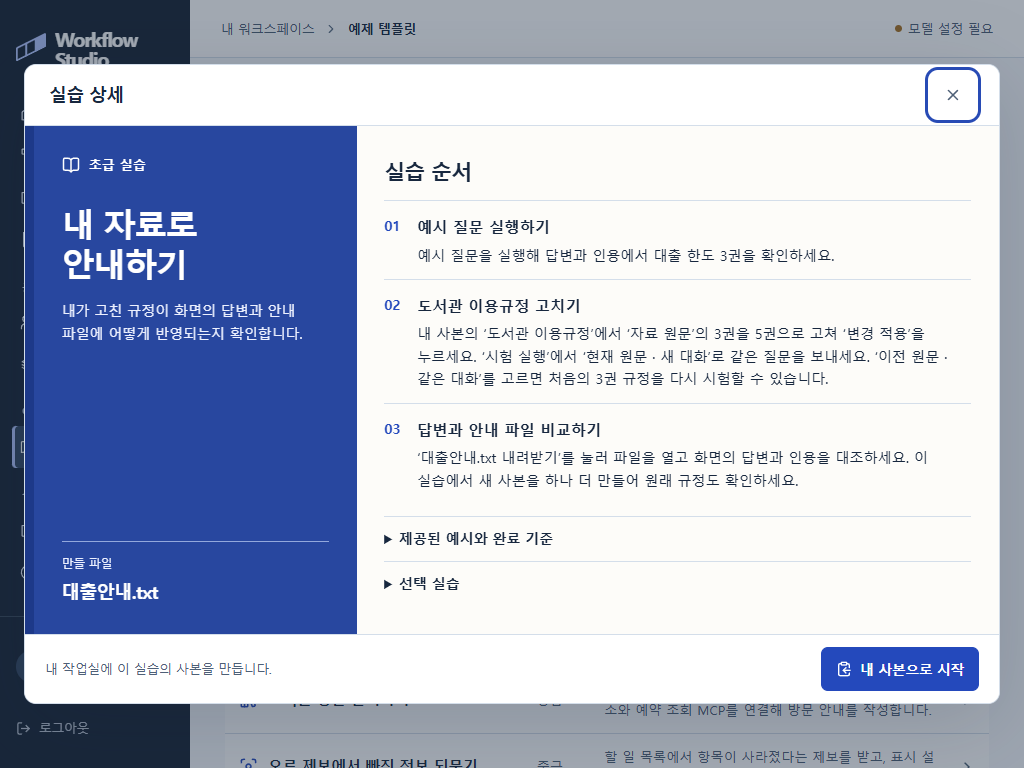 Workflow
Studio
내 워크스페이스 > 예제 템플릿
모델 설정 필요
실습 상세
초급 실습
내 자료로
안내하기
내가 고친 규정이 화면의 답변과 안내
파일에 어떻게 반영되는지 확인합니다.
만들 파일
대출안내.txt
실습 순서
01 예시 질문 실행하기
예시 질문을 실행해 답변과 인용에서 대출 한도 3권을 확인하세요.
02 도서관 이용규정 고치기
내 사본의 ‘도서관 이용규정’에서 ‘자료 원문’의 3권을 5권으로 고쳐 ‘변경 적용’을
누르세요. ‘시험 실행’에서 ‘현재 원문 · 새 대화’로 같은 질문을 보내세요. ‘이전 원문 ·
같은 대화’를 고르면 처음의 3권 규정을 다시 시험할 수 있습니다.
03 답변과 안내 파일 비교하기
‘대출안내.txt 내려받기’를 눌러 파일을 열고 화면의 답변과 인용을 대조하세요. 이
실습에서 새 사본을 하나 더 만들어 원래 규정도 확인하세요.
제공된 예시와 완료 기준
선택 실습
내 작업실에 이 실습의 사본을 만듭니다.
내 사본으로 시작
소와 예약 조회 MCP를 연결해 방문 안내를 작성합니다.
로그아웃
할 일 목록에서 항목이 사라졌다는 제보를 받고, 표시 설
오류 제보에서 빠진 정보 되묻기
중급